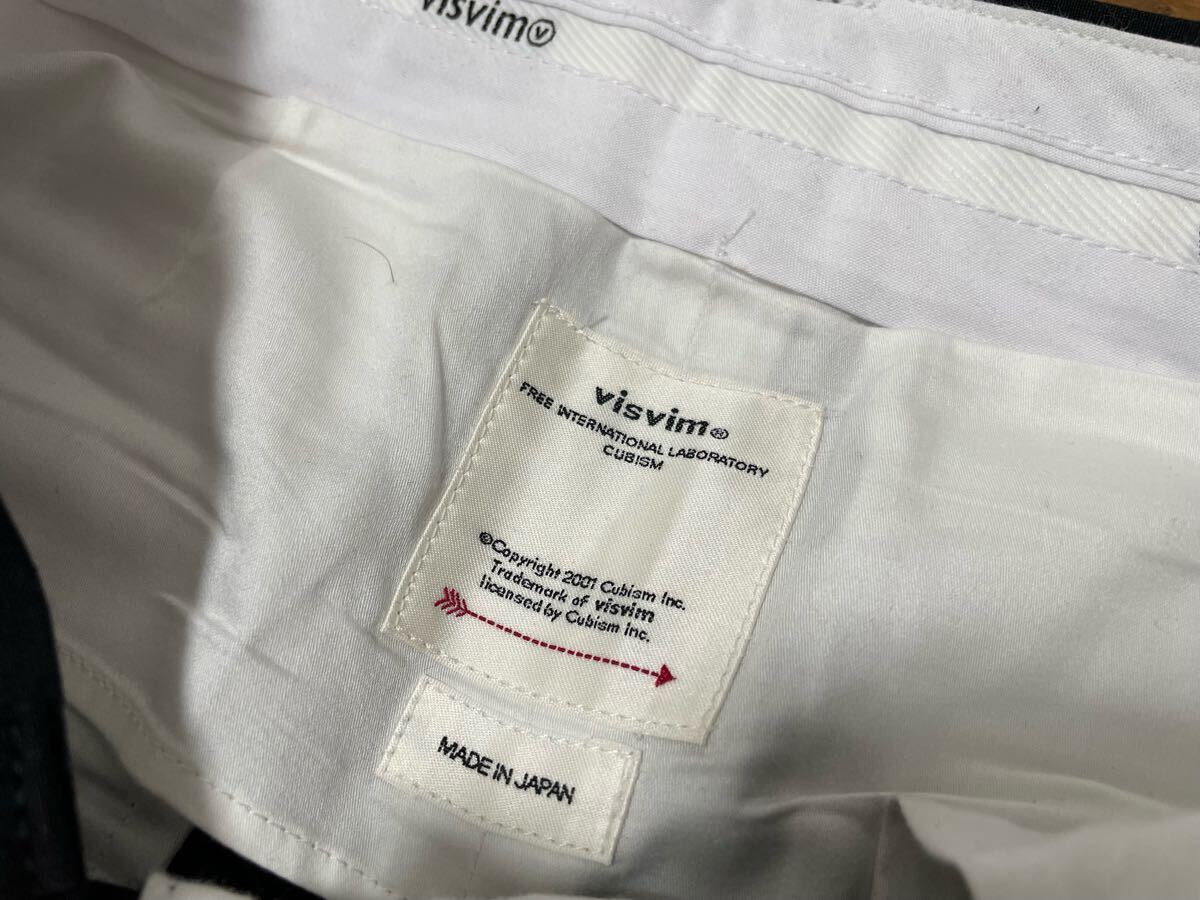 visvimⓥ
visvim®
FREE INTERNATIONAL LABORATORY
CUBISM
©Copyright 2001 Cubism Inc.
Trademark of visvim
licensed by Cubism Inc.
MADE IN JAPAN